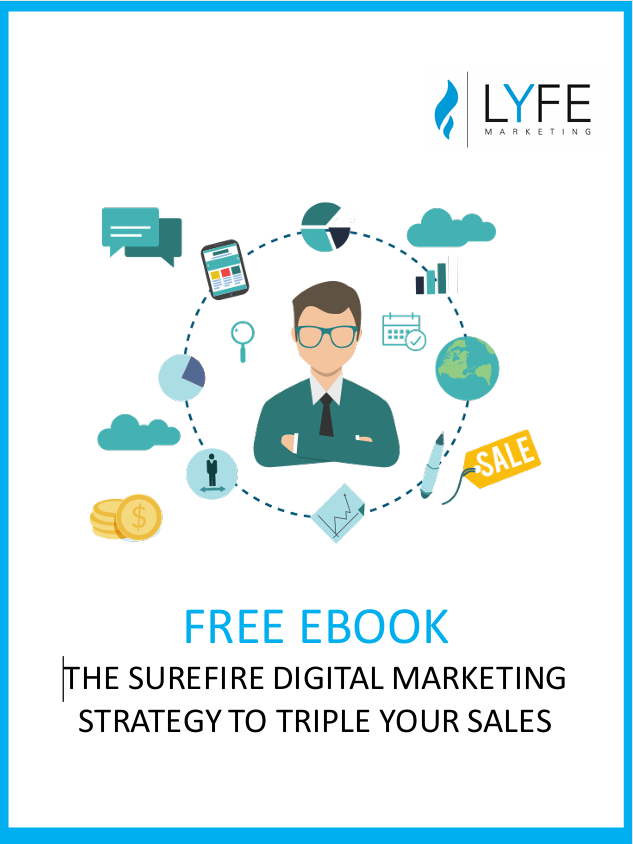 LYFE
MARKETING
SALE
$
FREE EBOOK
THE SUREFIRE DIGITAL MARKETING
STRATEGY TO TRIPLE YOUR SALES